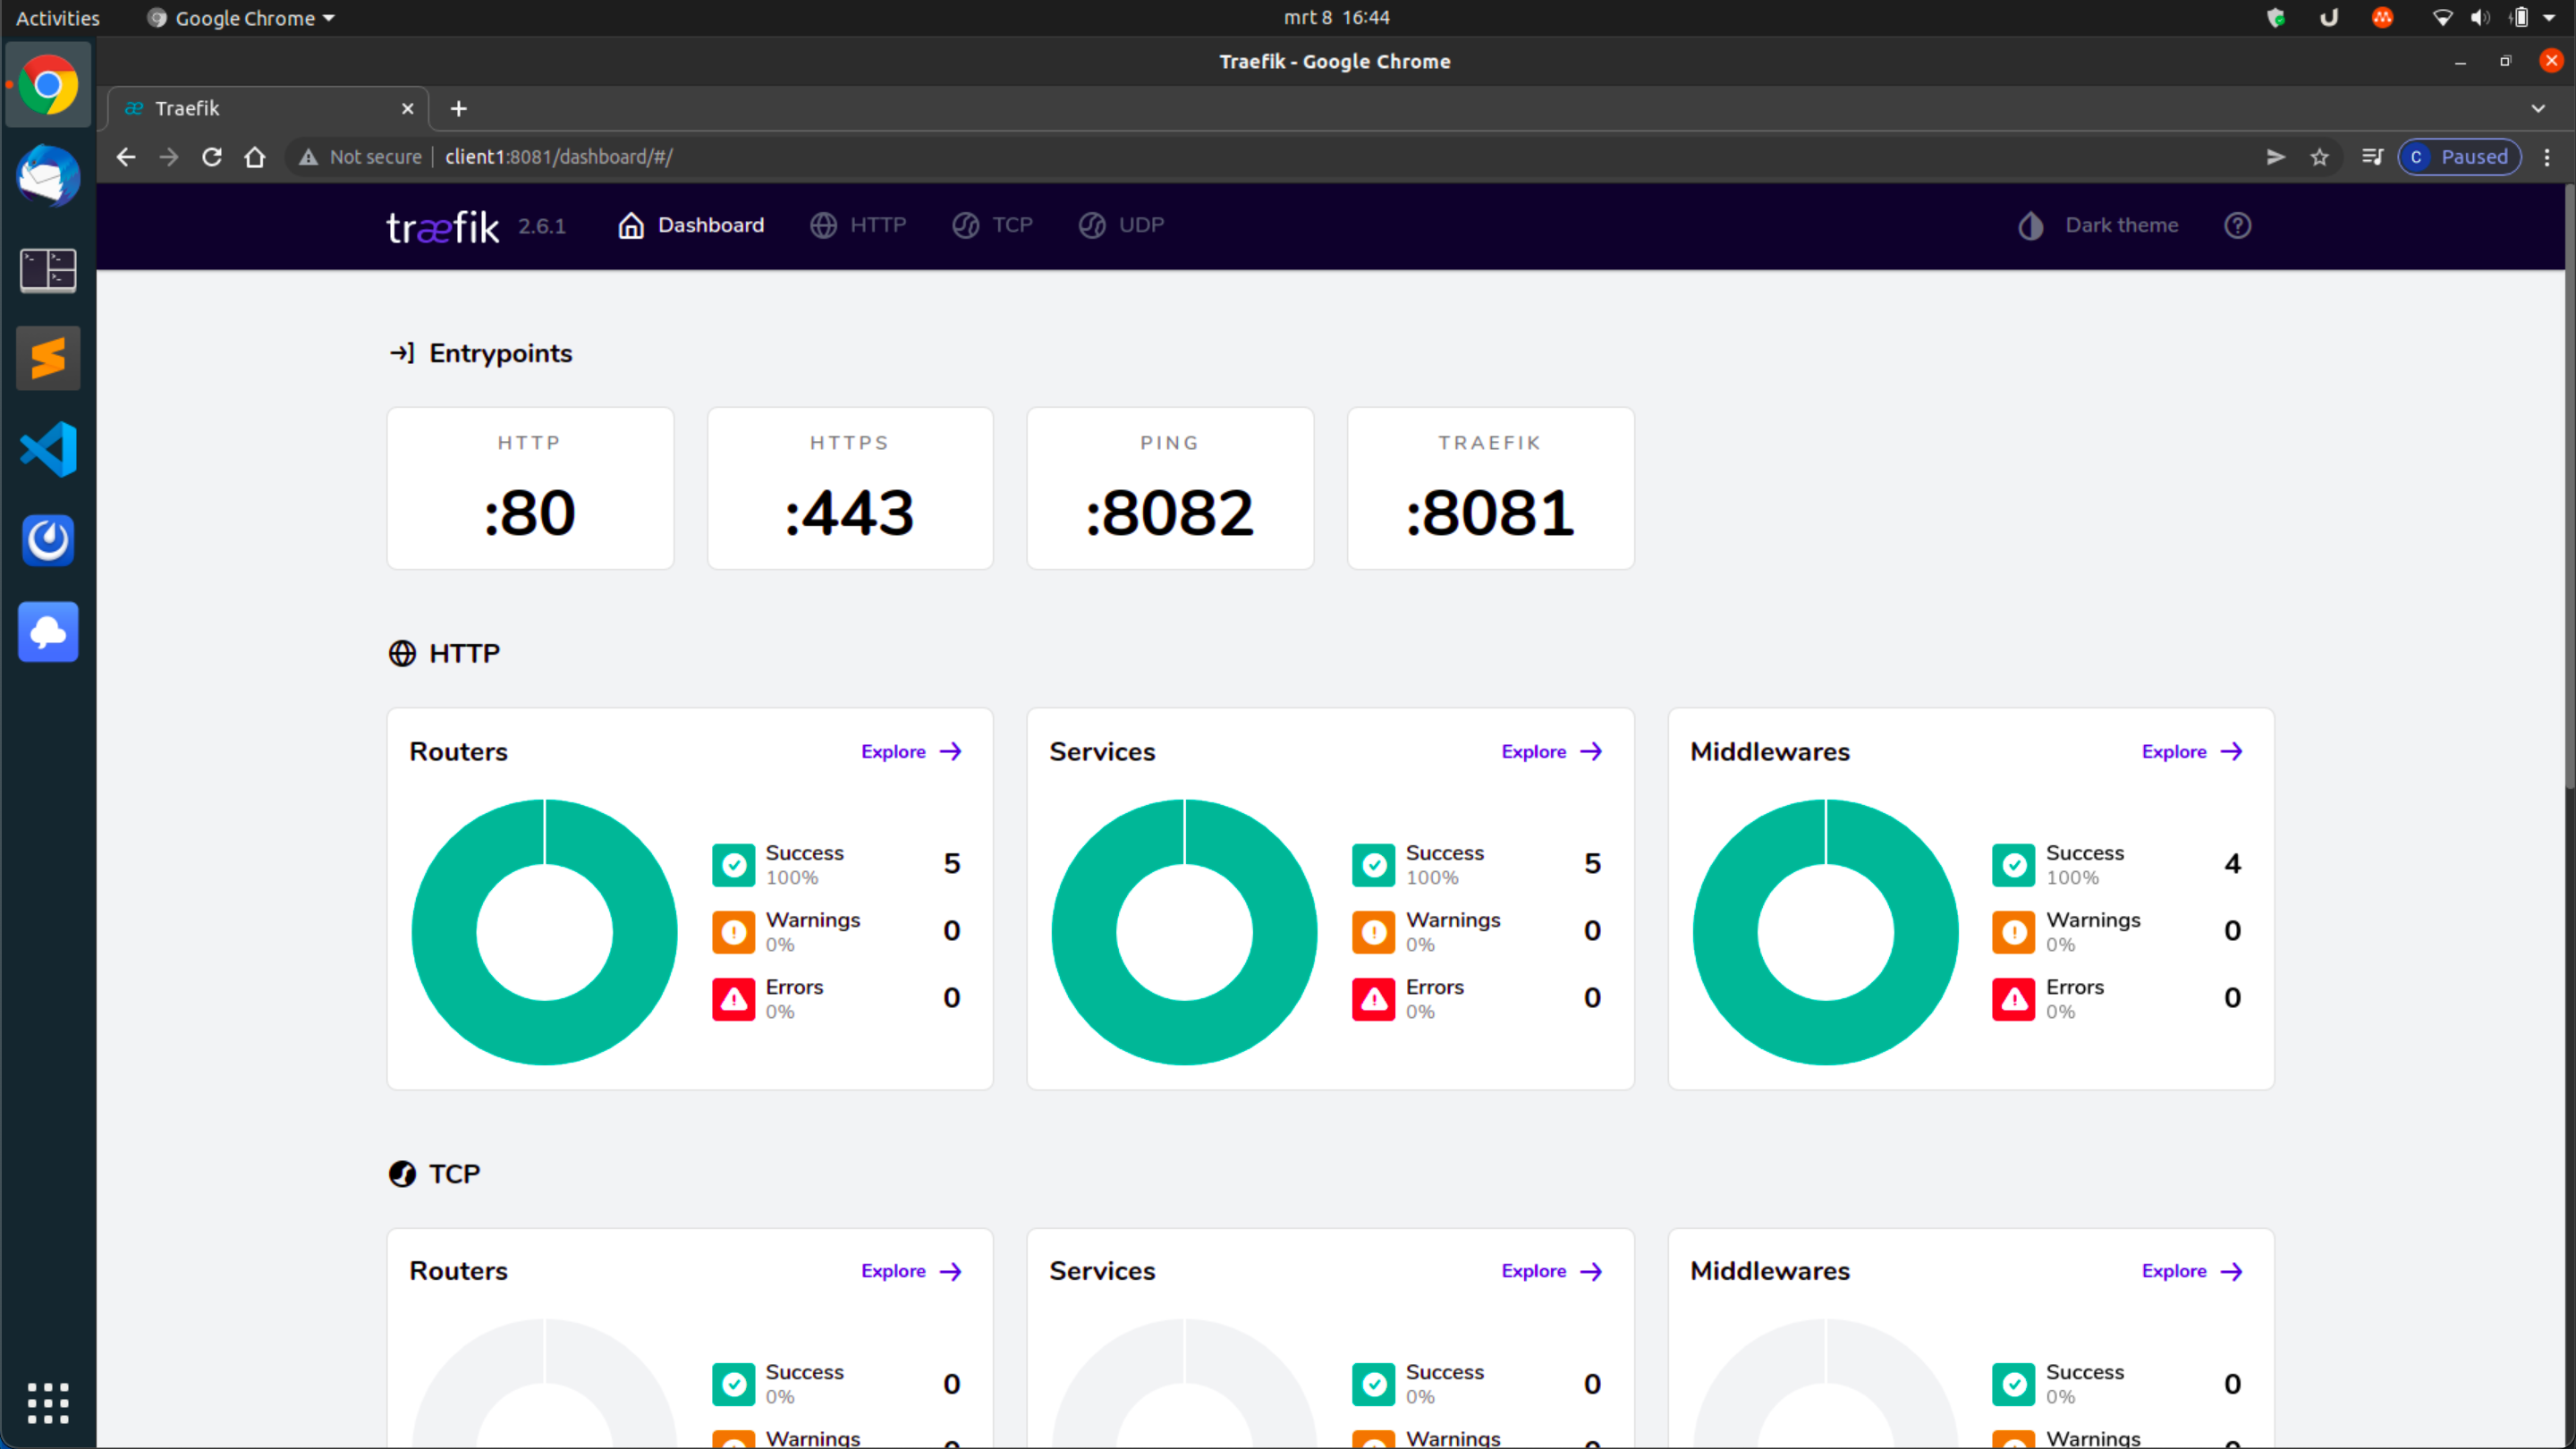 Activities Google Chrome mrt 8 16:44
Traefik - Google Chrome
æ Traefik
Not secure client1:8081/dashboard/#/ C Paused
træfik 2.6.1 Dashboard HTTP TCP UDP Dark theme
Entrypoints
HTTP HTTPS PING TRAEFIK
:80 :443 :8082 :8081
HTTP
Routers Explore Services Explore Middlewares Explore
Success 5 Success 5 Success 4
100% 100% 100%
Warnings 0 Warnings 0 Warnings 0
0% 0% 0%
Errors 0 Errors 0 Errors 0
0% 0% 0%
TCP
Routers Explore Services Explore Middlewares Explore
Success 0 Success 0 Success 0
0% 0% 0%
Warnings Warnings Warnings